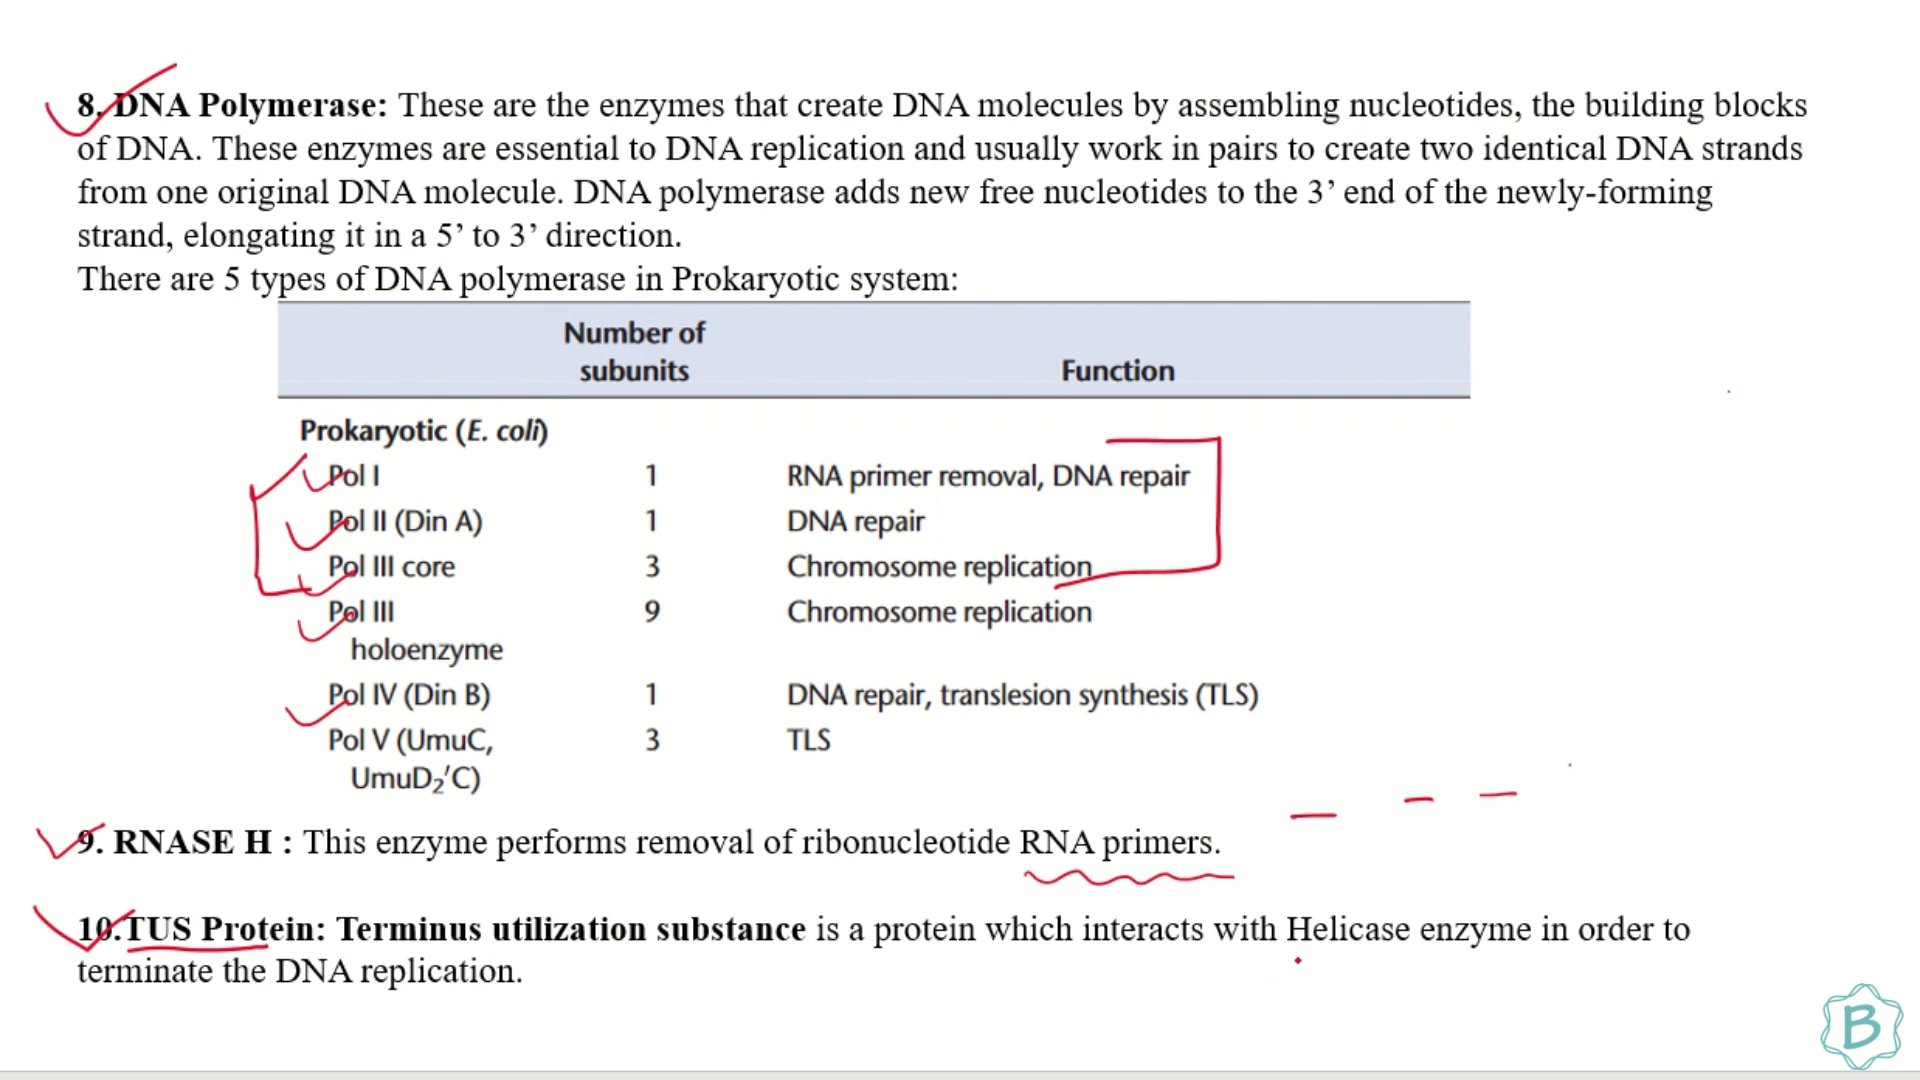 8. DNA Polymerase: These are the enzymes that create DNA molecules by assembling nucleotides, the building blocks
of DNA. These enzymes are essential to DNA replication and usually work in pairs to create two identical DNA strands
from one original DNA molecule. DNA polymerase adds new free nucleotides to the 3’ end of the newly-forming
strand, elongating it in a 5’ to 3’ direction.
There are 5 types of DNA polymerase in Prokaryotic system:
Number of
subunits Function
Prokaryotic (E. coli)
Pol I 1 RNA primer removal, DNA repair
Pol II (Din A) 1 DNA repair
Pol III core 3 Chromosome replication
Pol III 9 Chromosome replication
holoenzyme
Pol IV (Din B) 1 DNA repair, translesion synthesis (TLS)
Pol V (UmuC, 3 TLS
UmuD₂′C)
9. RNASE H : This enzyme performs removal of ribonucleotide RNA primers.
10.TUS Protein: Terminus utilization substance is a protein which interacts with Helicase enzyme in order to
terminate the DNA replication.
B